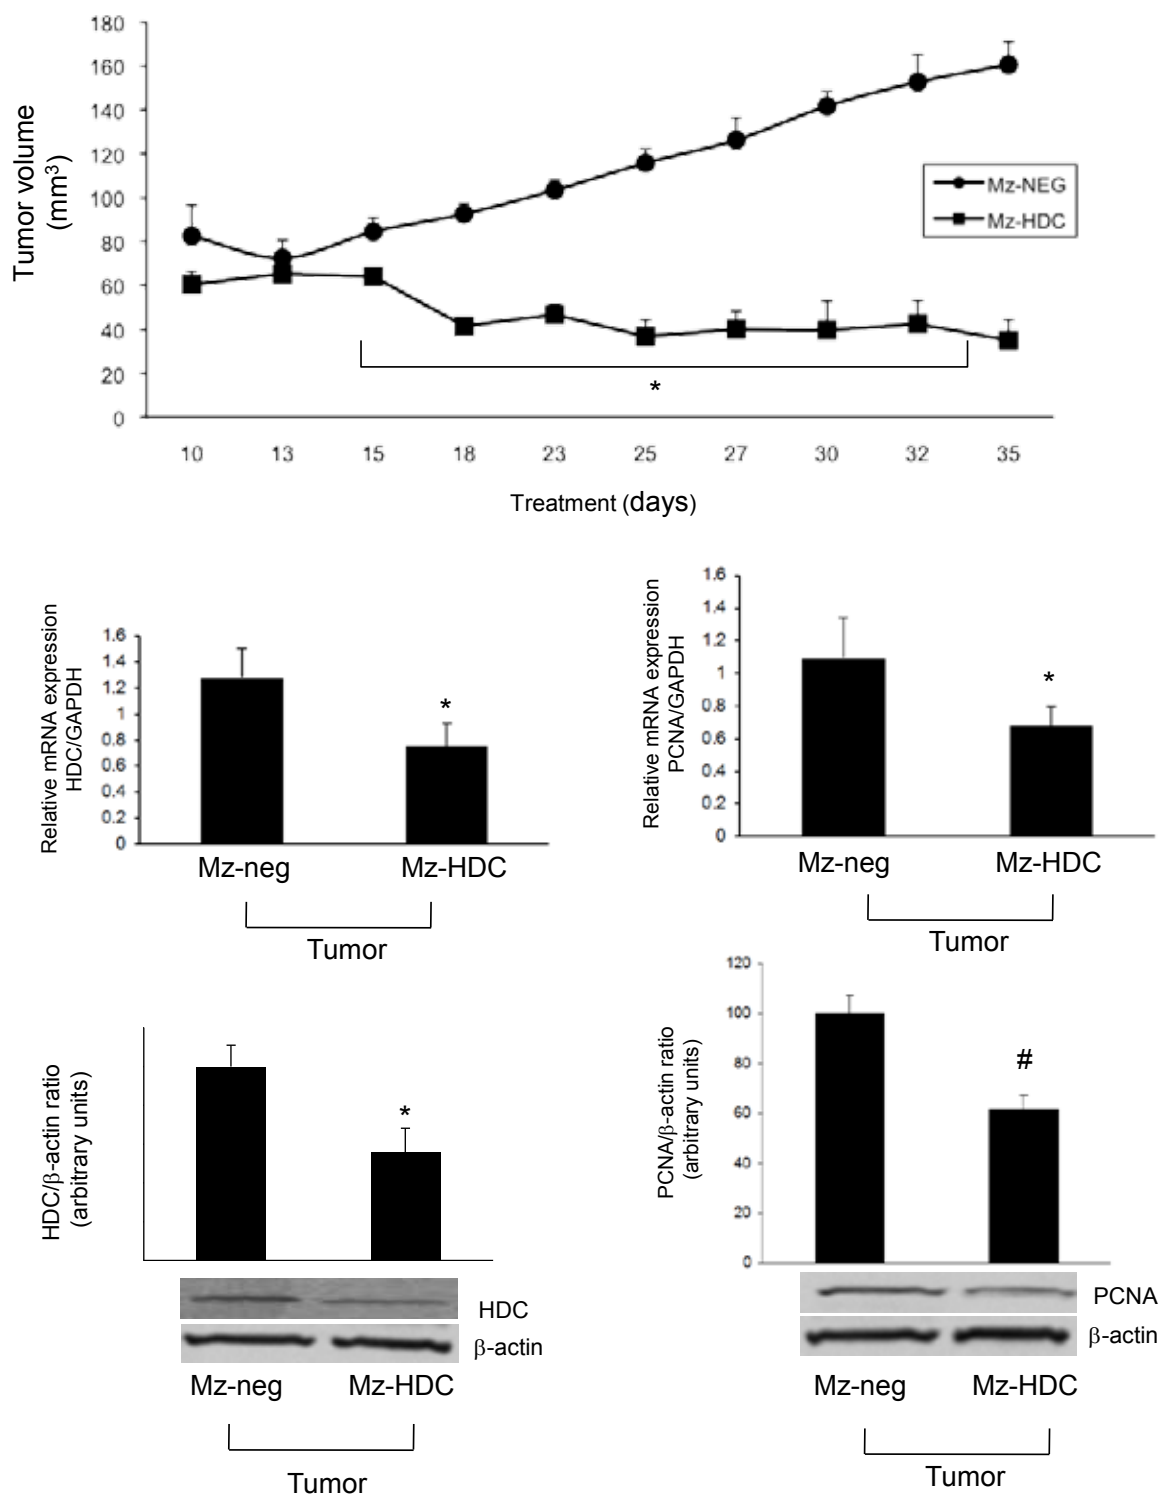 180
160
140
120
100
80
60
40
20
0
Tumor volume
(mm³)
Mz-NEG
Mz-HDC
*
10 13 15 18 23 25 27 30 32 35
Treatment (days)
Relative mRNA expression
HDC/GAPDH
1.6
1.4
1.2
1
0.8
0.6
0.4
0.2
0
*
Mz-neg Mz-HDC
Tumor
Relative mRNA expression
PCNA/GAPDH
1.6
1.4
1.2
1
0.8
0.6
0.4
0.2
0
*
Mz-neg Mz-HDC
Tumor
HDC/β-actin ratio
(arbitrary units)
*
HDC
β-actin
Mz-neg Mz-HDC
Tumor
PCNA/β-actin ratio
(arbitrary units)
120
100
80
60
40
20
0
#
PCNA
β-actin
Mz-neg Mz-HDC
Tumor